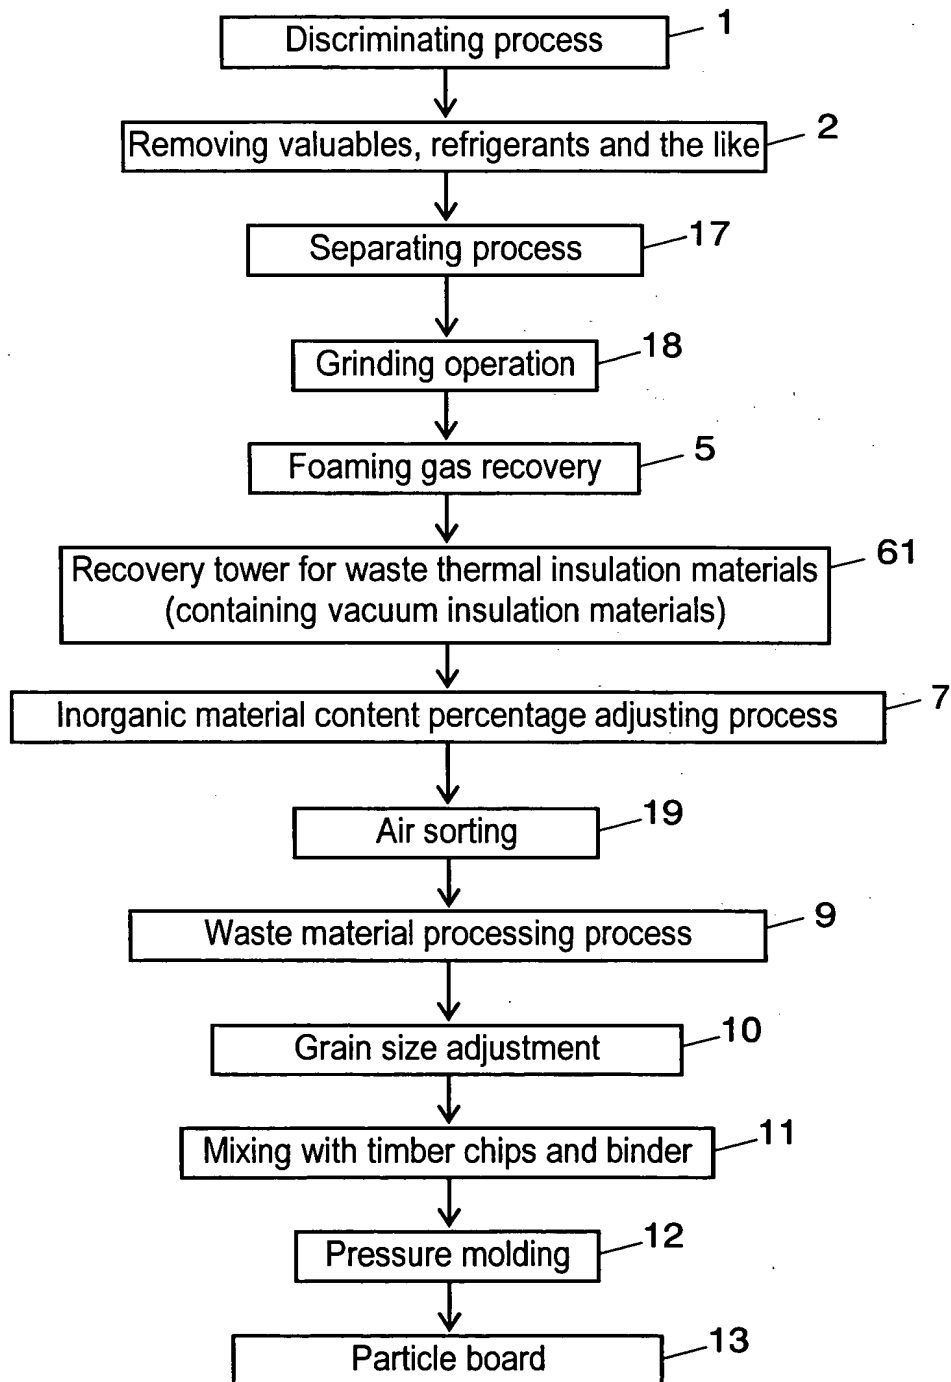 Discriminating process 1
Removing valuables, refrigerants and the like 2
Separating process 17
Grinding operation 18
Foaming gas recovery 5
Recovery tower for waste thermal insulation materials 61
(containing vacuum insulation materials)
Inorganic material content percentage adjusting process 7
Air sorting 19
Waste material processing process 9
Grain size adjustment 10
Mixing with timber chips and binder 11
Pressure molding 12
Particle board 13